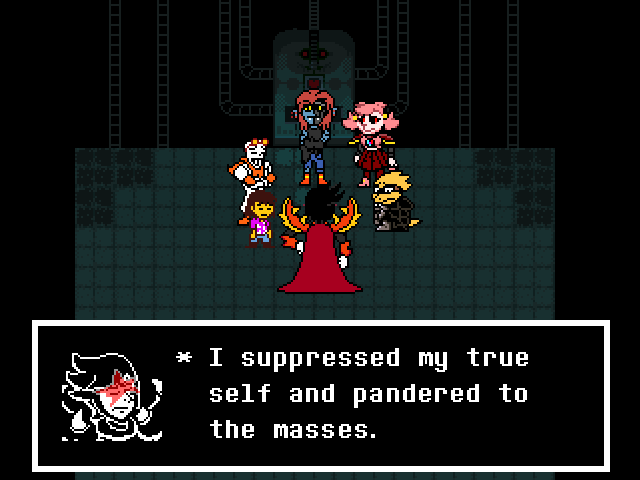 * I suppressed my true
self and pandered to
the masses.